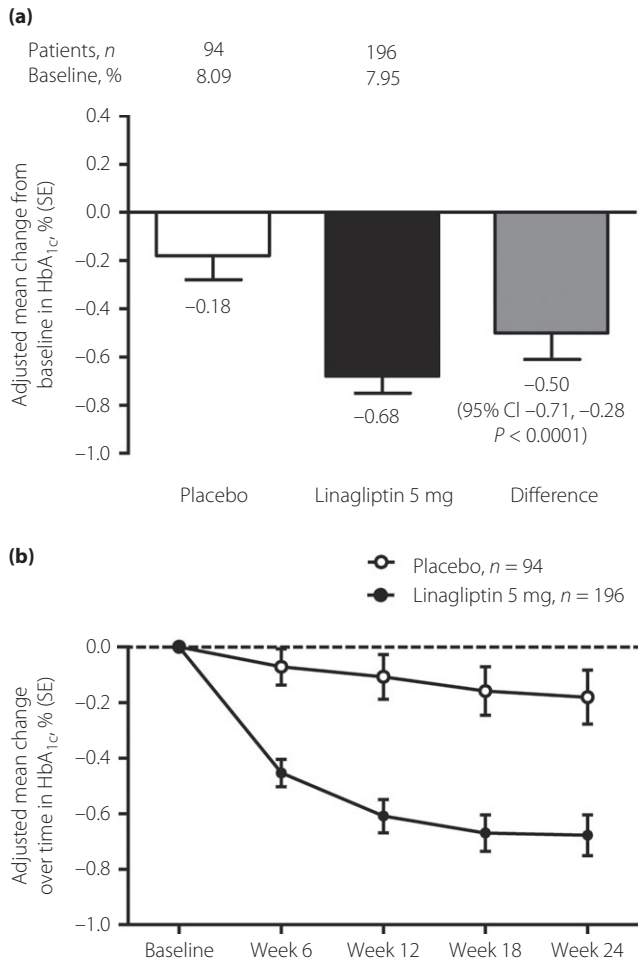 (a)
Patients, n 94 196
Baseline, % 8.09 7.95
Adjusted mean change from
baseline in HbA1c, % (SE)
0.4
0.2
0.0
−0.2
−0.4
−0.6
−0.8
−1.0
−0.18
−0.68
−0.50
(95% CI −0.71, −0.28
P < 0.0001)
Placebo Linagliptin 5 mg Difference
(b)
Placebo, n = 94
Linagliptin 5 mg, n = 196
Adjusted mean change
over time in HbA1c, % (SE)
0.0
−0.2
−0.4
−0.6
−0.8
−1.0
Baseline Week 6 Week 12 Week 18 Week 24